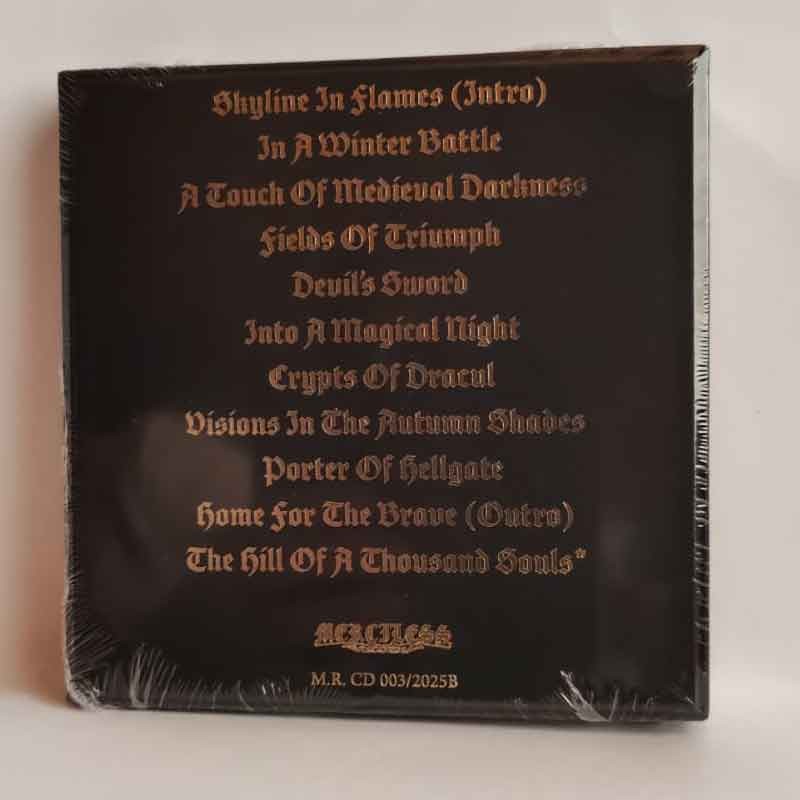 Skyline In Flames (Intro)
In A Winter Battle
A Touch Of Medieval Darkness
Fields Of Triumph
Devil's Sword
Into A Magical Night
Crypts Of Dracul
Visions In The Autumn Shades
Porter Of Hellgate
Home For The Brave (Outro)
The Hill Of A Thousand Souls*
MERCILESS
M.R. CD 003/2025B